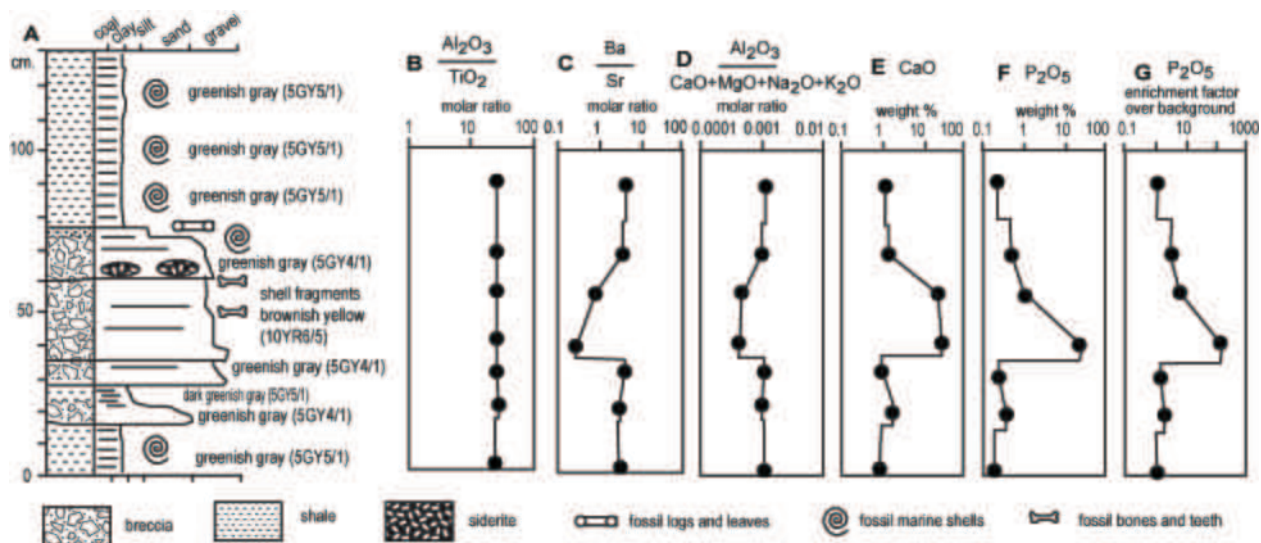 A
coal
clay
silt
sand
gravel
cm.
100
50
0
greenish gray (5GY5/1)
greenish gray (5GY5/1)
greenish gray (5GY5/1)
greenish gray (5GY4/1)
shell fragments
brownish yellow
(10YR6/5)
greenish gray (5GY4/1)
dark greenish gray (5GY5/1)
greenish gray (5GY4/1)
greenish gray (5GY5/1)
B
Al2O3
TiO2
molar ratio
1 10 100
C
Ba
Sr
molar ratio
0.1 1 10 100
D
Al2O3
CaO+MgO+Na2O+K2O
molar ratio
0.0001 0.001 0.01 0.1
E CaO
weight %
1 10 100
F P2O5
weight %
0.1 1 10 100
G P2O5
enrichment factor
over background
0.1 10 1000
breccia
shale
siderite
fossil logs and leaves
fossil marine shells
fossil bones and teeth